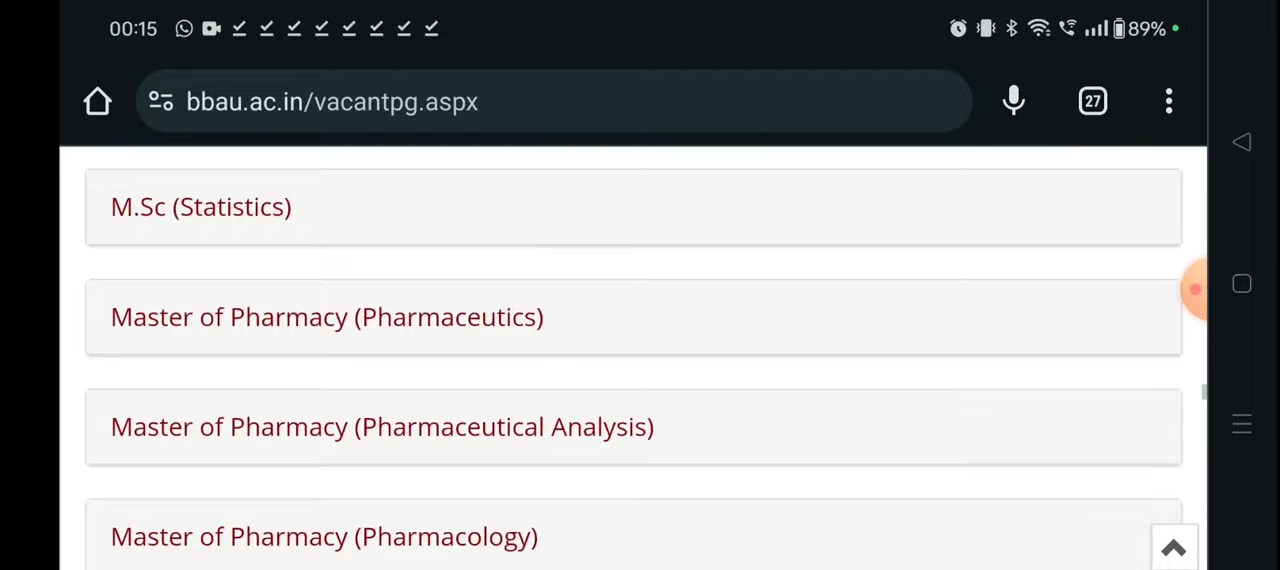 00:15
89%
bbau.ac.in/vacantpg.aspx
27
M.Sc (Statistics)
Master of Pharmacy (Pharmaceutics)
Master of Pharmacy (Pharmaceutical Analysis)
Master of Pharmacy (Pharmacology)